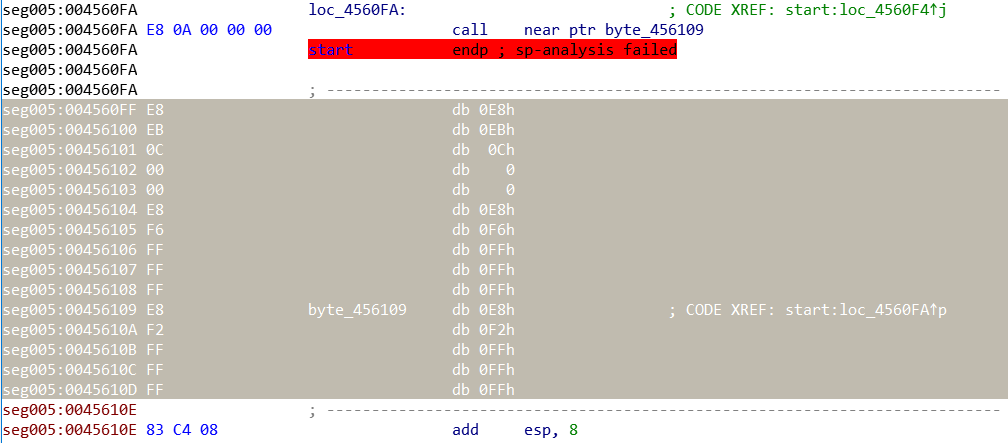 seg005:004560FA loc_4560FA: ; CODE XREF: start:loc_4560F4↑j
seg005:004560FA E8 0A 00 00 00 call near ptr byte_456109
seg005:004560FA start endp ; sp-analysis failed
seg005:004560FA
seg005:004560FA ; ---------------------------------------------------------------------------
seg005:004560FF E8 db 0E8h
seg005:00456100 EB db 0EBh
seg005:00456101 0C db 0Ch
seg005:00456102 00 db 0
seg005:00456103 00 db 0
seg005:00456104 E8 db 0E8h
seg005:00456105 F6 db 0F6h
seg005:00456106 FF db 0FFh
seg005:00456107 FF db 0FFh
seg005:00456108 FF db 0FFh
seg005:00456109 E8 byte_456109 db 0E8h ; CODE XREF: start:loc_4560FA↑p
seg005:0045610A F2 db 0F2h
seg005:0045610B FF db 0FFh
seg005:0045610C FF db 0FFh
seg005:0045610D FF db 0FFh
seg005:0045610E ; ---------------------------------------------------------------------------
seg005:0045610E 83 C4 08 add esp, 8